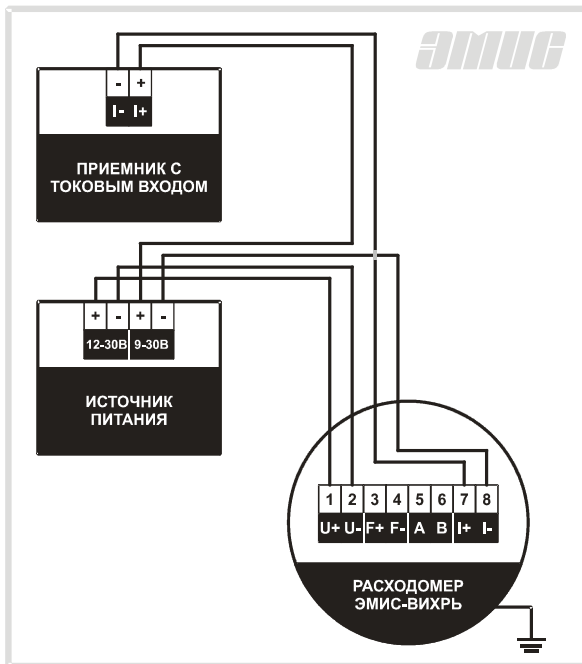 ЭМИС
- +
I- I+
ПРИЕМНИК С
ТОКОВЫМ ВХОДОМ
+ - + -
12-30В 9-30В
ИСТОЧНИК
ПИТАНИЯ
1 2 3 4 5 6 7 8
U+ U- F+ F- A B I+ I-
РАСХОДОМЕР
ЭМИС-ВИХРЬ